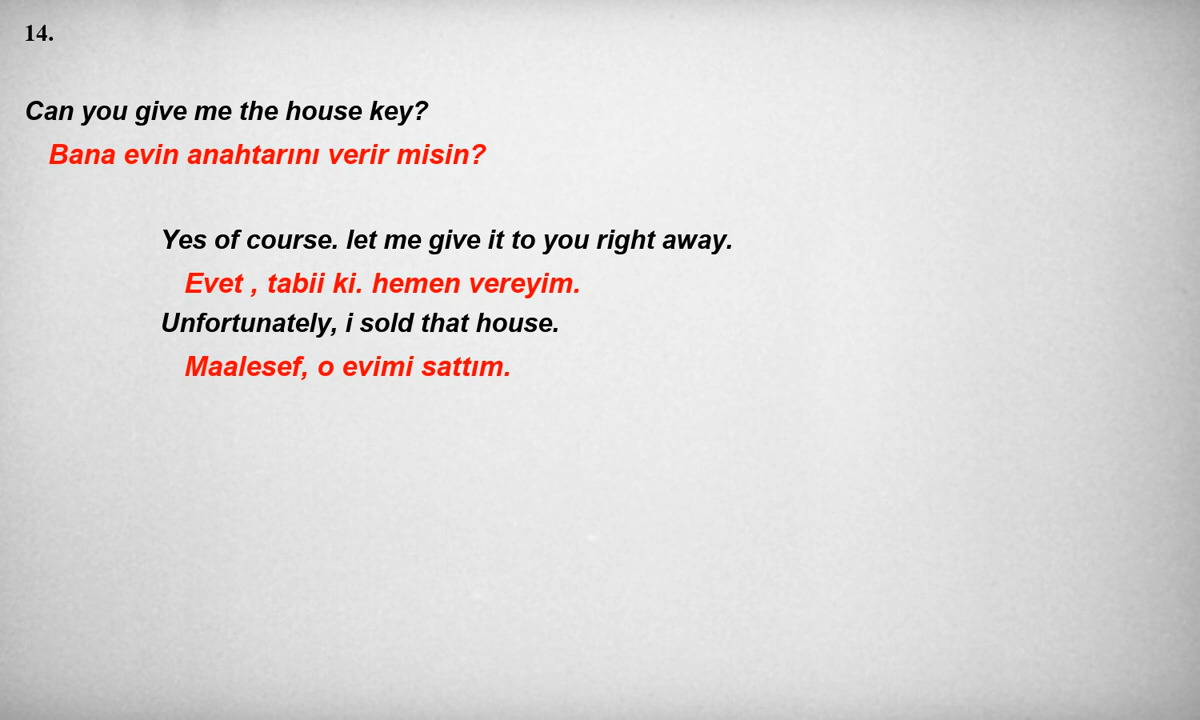 14.
Can you give me the house key?
Bana evin anahtarını verir misin?
Yes of course. let me give it to you right away.
Evet , tabii ki. hemen vereyim.
Unfortunately, i sold that house.
Maalesef, o evimi sattım.